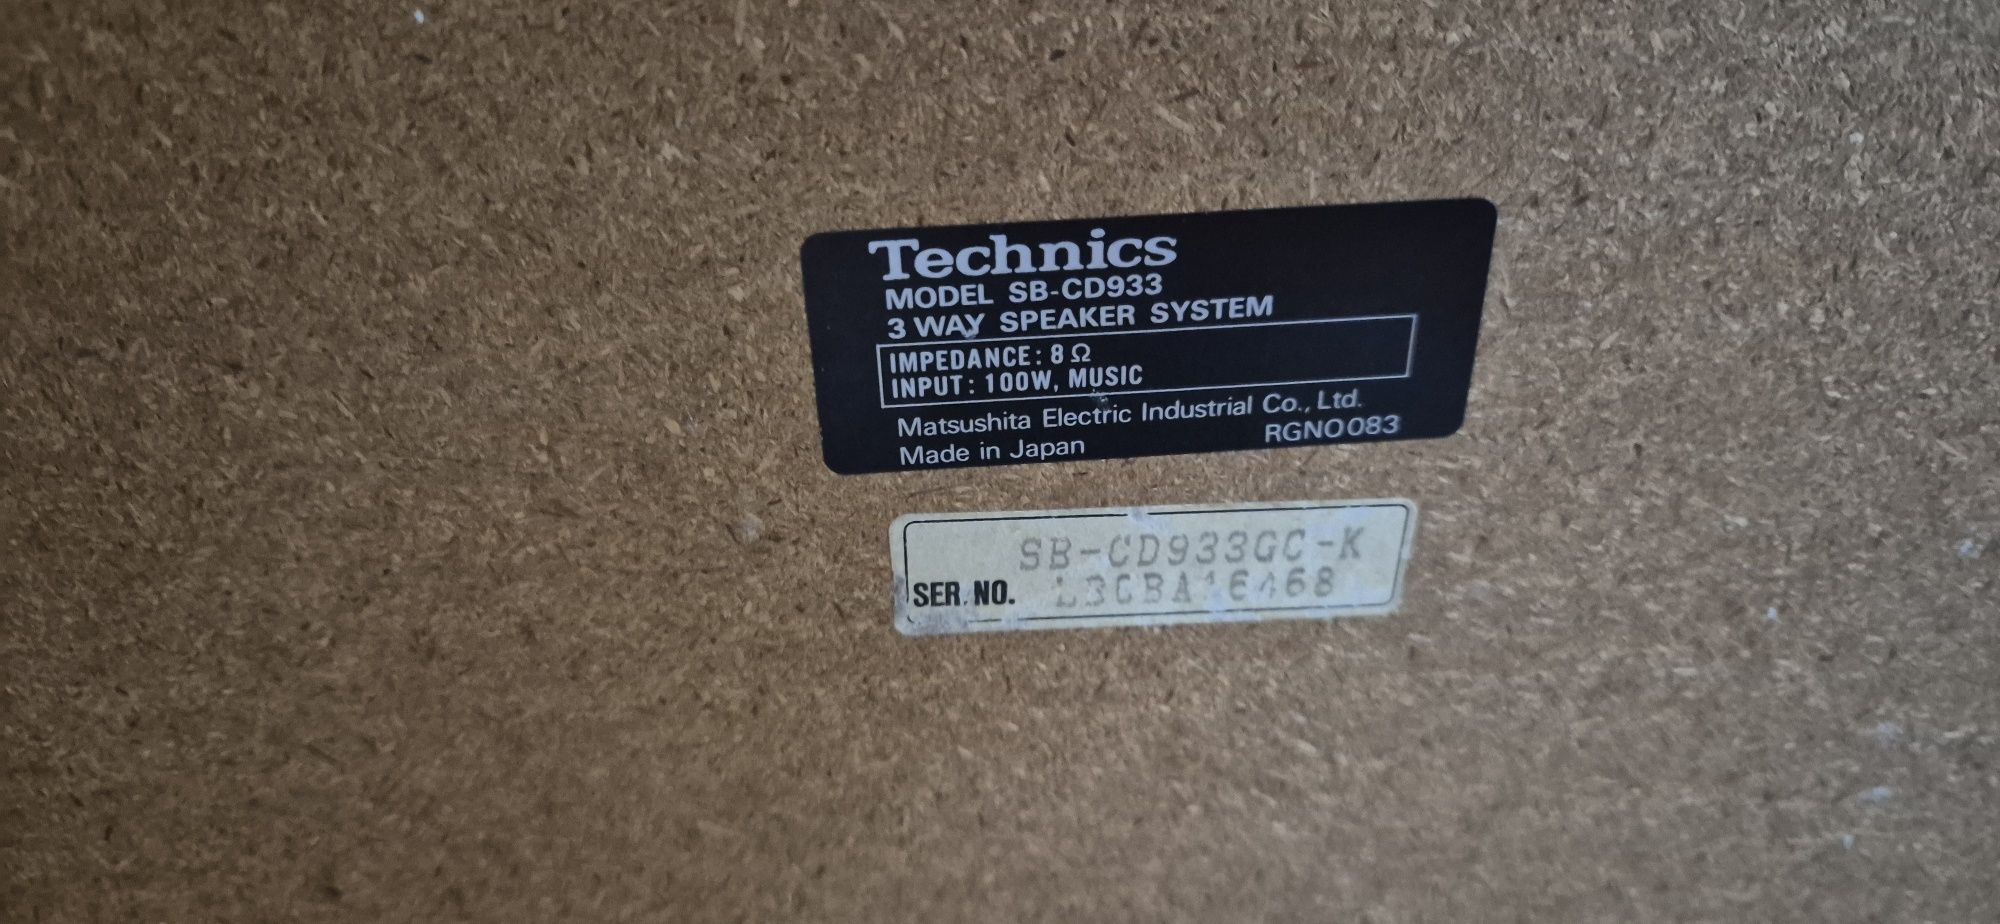 Technics
MODEL SB-CD933
3 WAY SPEAKER SYSTEM
IMPEDANCE: 8 Ω
INPUT: 100W, MUSIC
Matsushita Electric Industrial Co., Ltd.
Made in Japan RGN0083
SB-CD933GC-K
SER. NO.